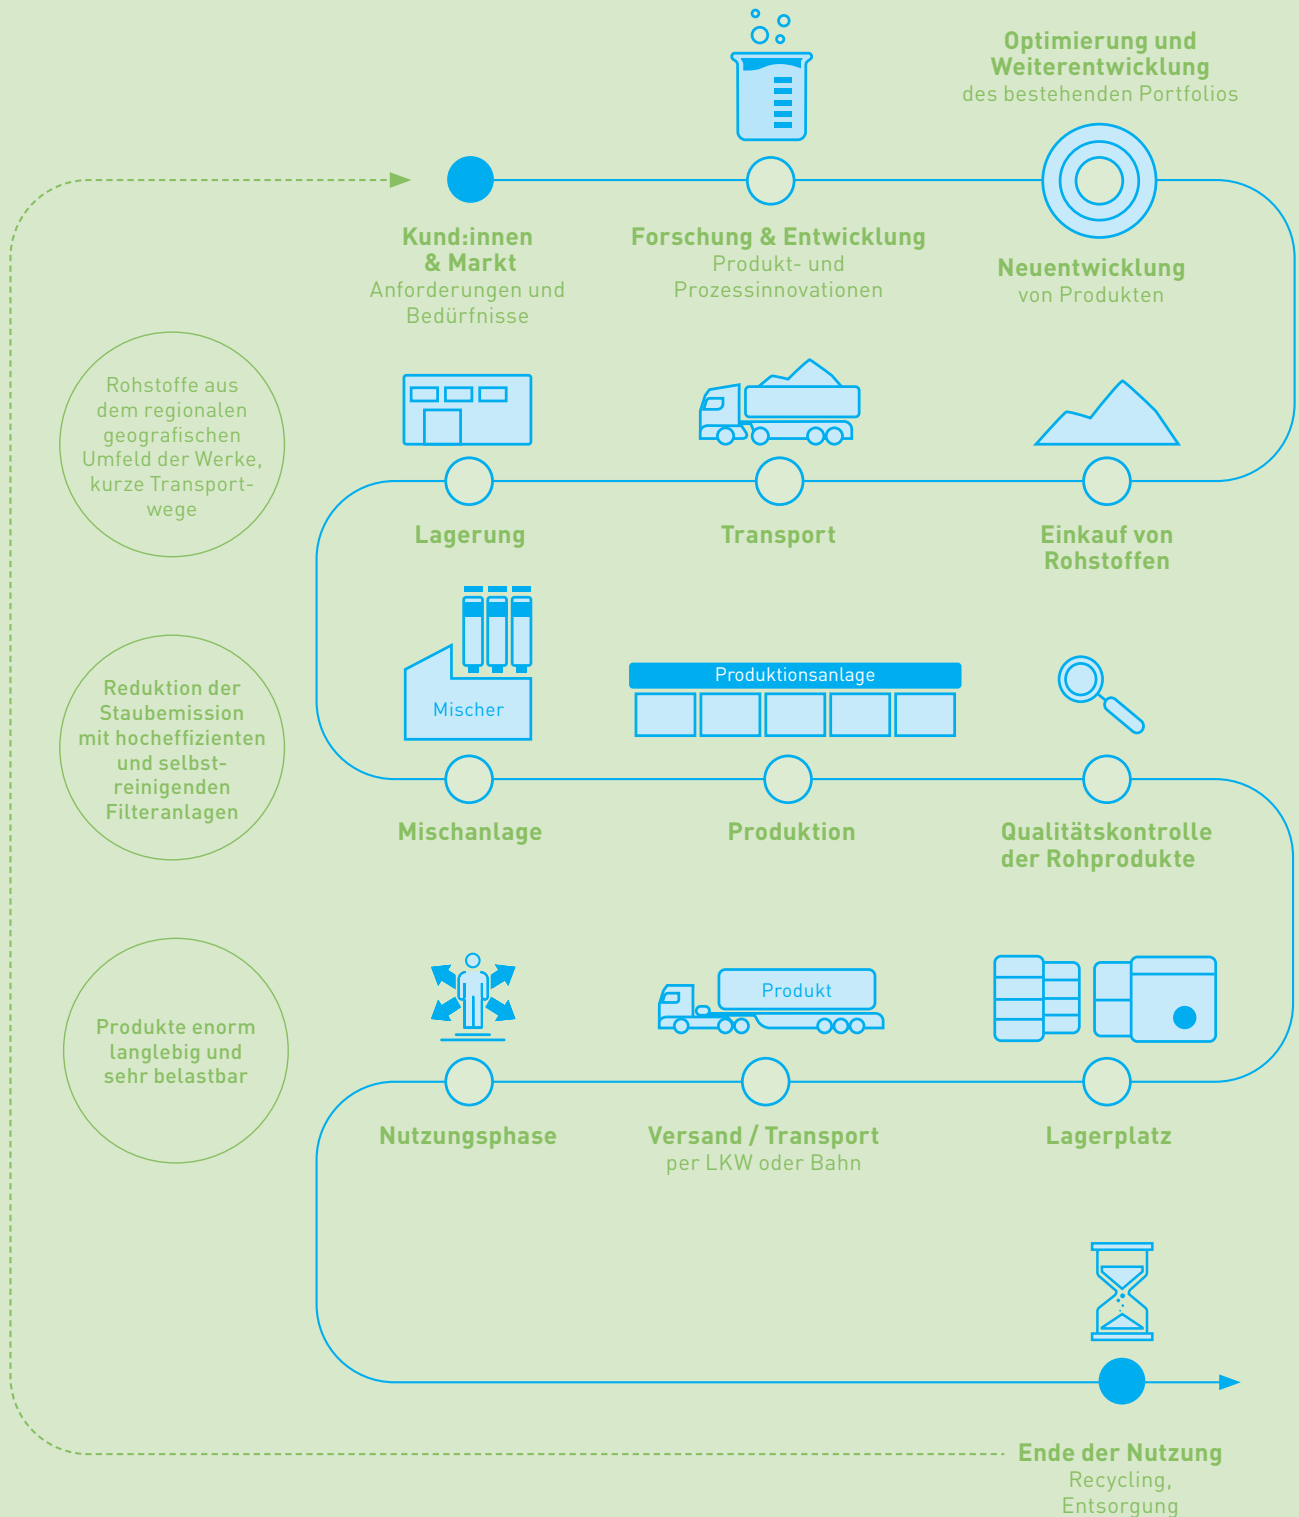 Optimierung und
Weiterentwicklung
des bestehenden Portfolios
Kund:innen
& Markt
Anforderungen und
Bedürfnisse
Forschung & Entwicklung
Produkt- und
Prozessinnovationen
Neuentwicklung
von Produkten
Rohstoffe aus
dem regionalen
geografischen
Umfeld der Werke,
kurze Transport-
wege
Lagerung
Transport
Einkauf von
Rohstoffen
Reduktion der
Staubemission
mit hocheffizienten
und selbst-
reinigenden
Filteranlagen
Mischer
Produktionsanlage
Mischanlage
Produktion
Qualitätskontrolle
der Rohprodukte
Produkte enorm
langlebig und
sehr belastbar
Produkt
Nutzungsphase
Versand / Transport
per LKW oder Bahn
Lagerplatz
Ende der Nutzung
Recycling,
Entsorgung